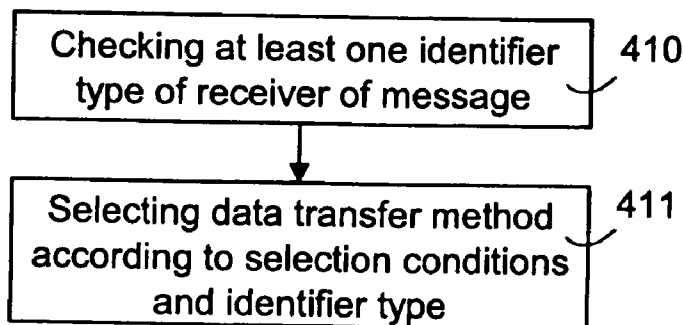 Checking at least one identifier
type of receiver of message
410
Selecting data transfer method
according to selection conditions
and identifier type
411